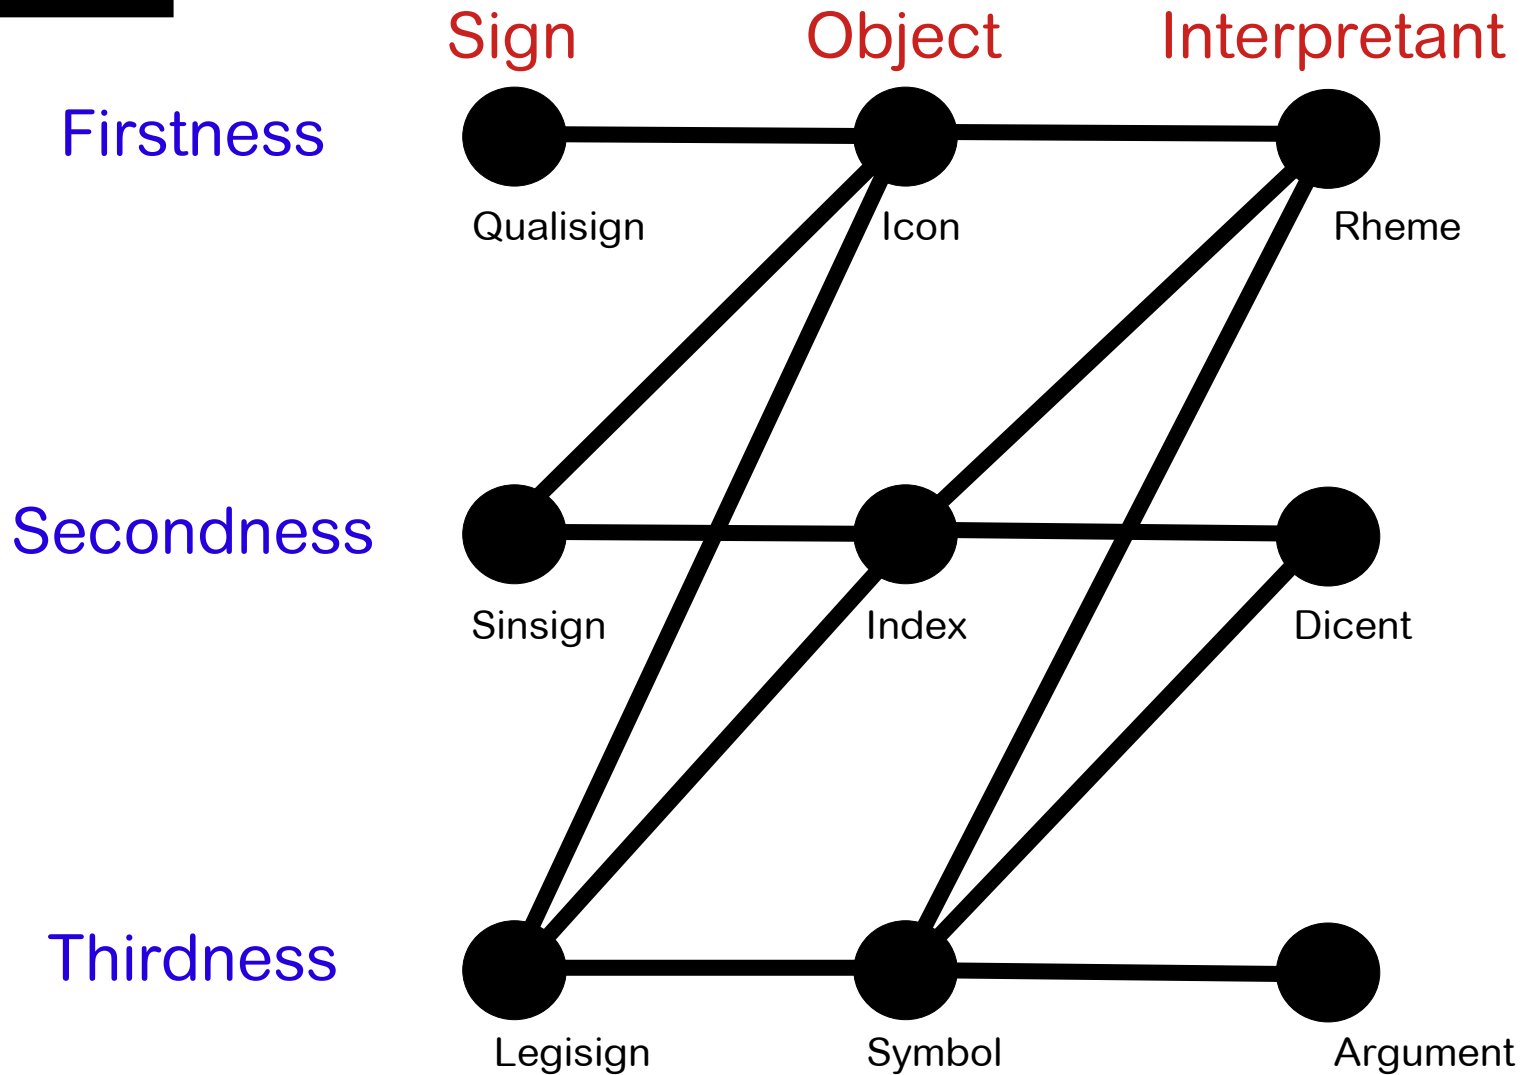 Sign Object Interpretant
Firstness
Qualisign Icon Rheme
Secondness
Sinsign Index Dicent
Thirdness
Legisign Symbol Argument